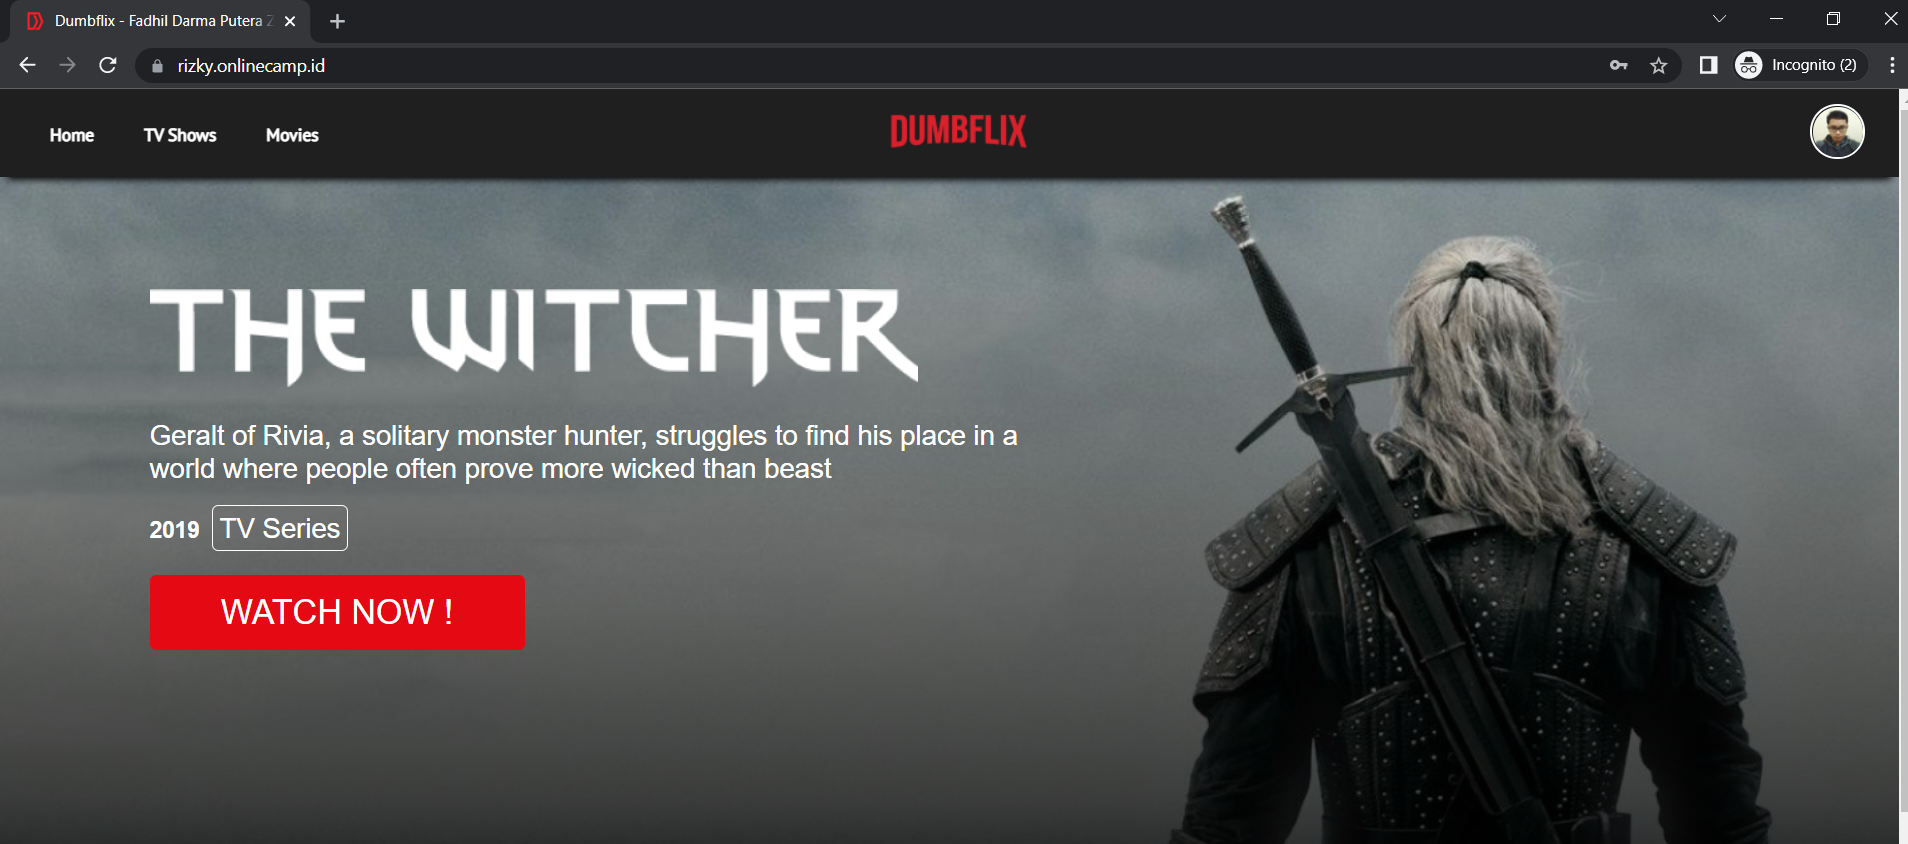 Dumbflix - Fadhil Darma Putera Z
rizky.onlinecamp.id
Incognito (2)
Home TV Shows Movies DUMBFLIX
THE WITCHER
Geralt of Rivia, a solitary monster hunter, struggles to find his place in a
world where people often prove more wicked than beast
2019 TV Series
WATCH NOW !